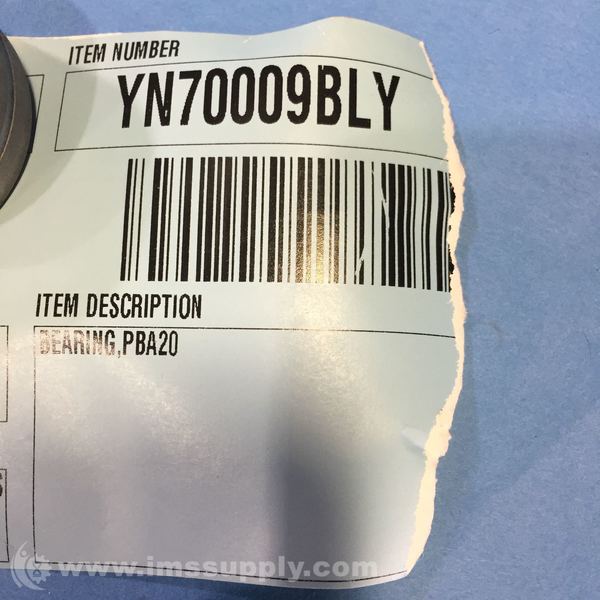 ITEM NUMBER
YN70009BLY
ITEM DESCRIPTION
BEARING,PBA20
S
www.imssupply.com